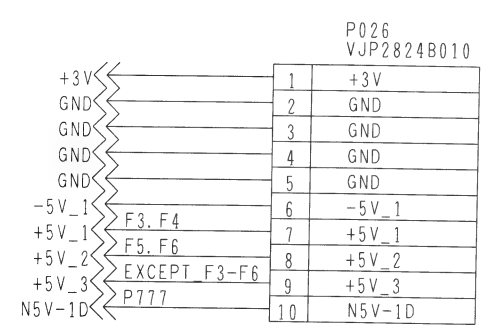 P026
VJP2824B010
+3V 1 +3V
GND 2 GND
GND 3 GND
GND 4 GND
GND 5 GND
-5V_1 6 -5V_1
+5V_1 F3.F4 7 +5V_1
+5V_2 F5.F6 8 +5V_2
+5V_3 EXCEPT F3-F6 9 +5V_3
N5V-1D P777 10 N5V-1D